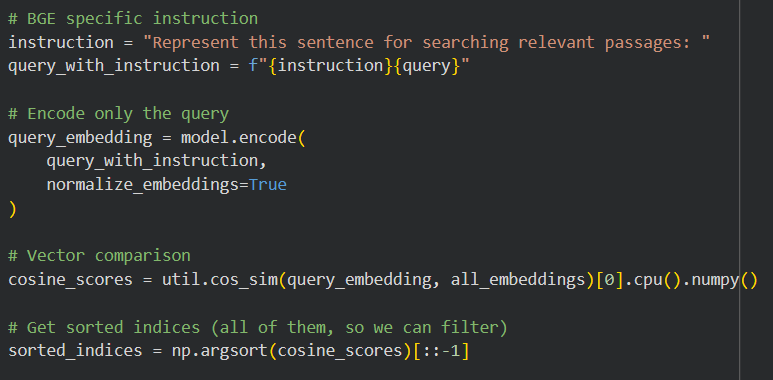 # BGE specific instruction
instruction = "Represent this sentence for searching relevant passages: "
query_with_instruction = f"{instruction}{query}"
# Encode only the query
query_embedding = model.encode(
    query_with_instruction,
    normalize_embeddings=True
)
# Vector comparison
cosine_scores = util.cos_sim(query_embedding, all_embeddings)[0].cpu().numpy()
# Get sorted indices (all of them, so we can filter)
sorted_indices = np.argsort(cosine_scores)[::-1]